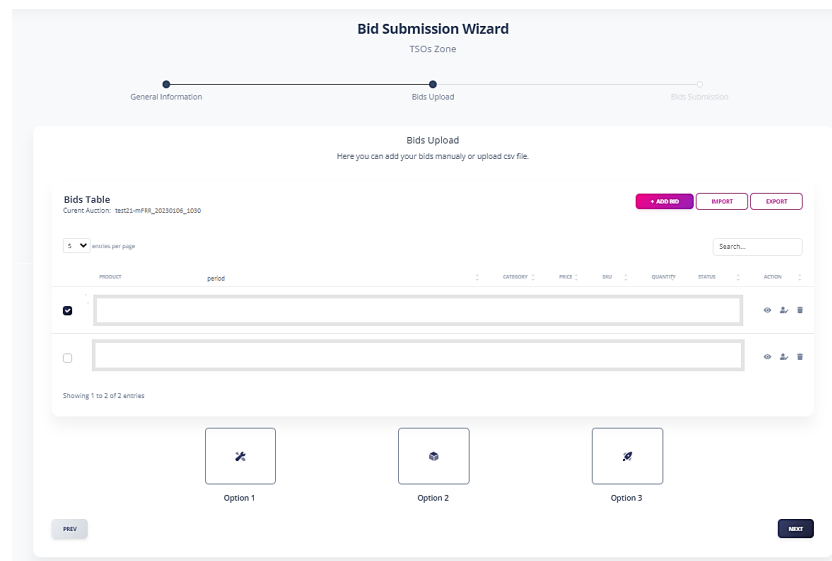 Bid Submission Wizard
TSOs Zone
General Information Bids Upload Bids Submission
Bids Upload
Here you can add your bids manualy or upload csv file.
Bids Table
Curent Auction: test21-mFRR_20230106_1030
+ ADD BID IMPORT EXPORT
5 entries per page
Search...
PRODUCT period CATEGORY PRICE SKU QUANTITY STATUS ACTION
Showing 1 to 2 of 2 entries
Option 1 Option 2 Option 3
PREV NEXT